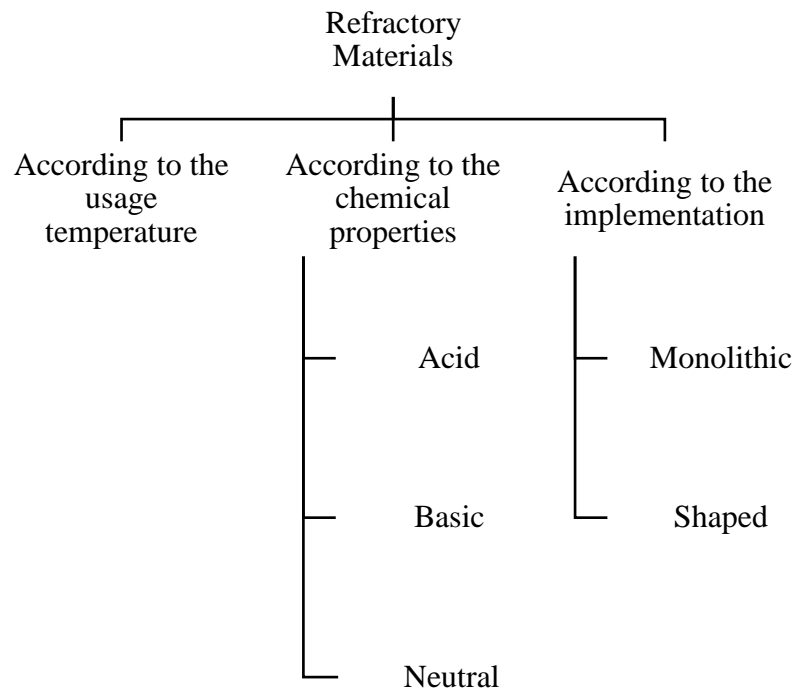 Refractory
Materials
According to the
usage
temperature
According to the
chemical
properties
According to the
implementation
Acid
Monolithic
Basic
Shaped
Neutral